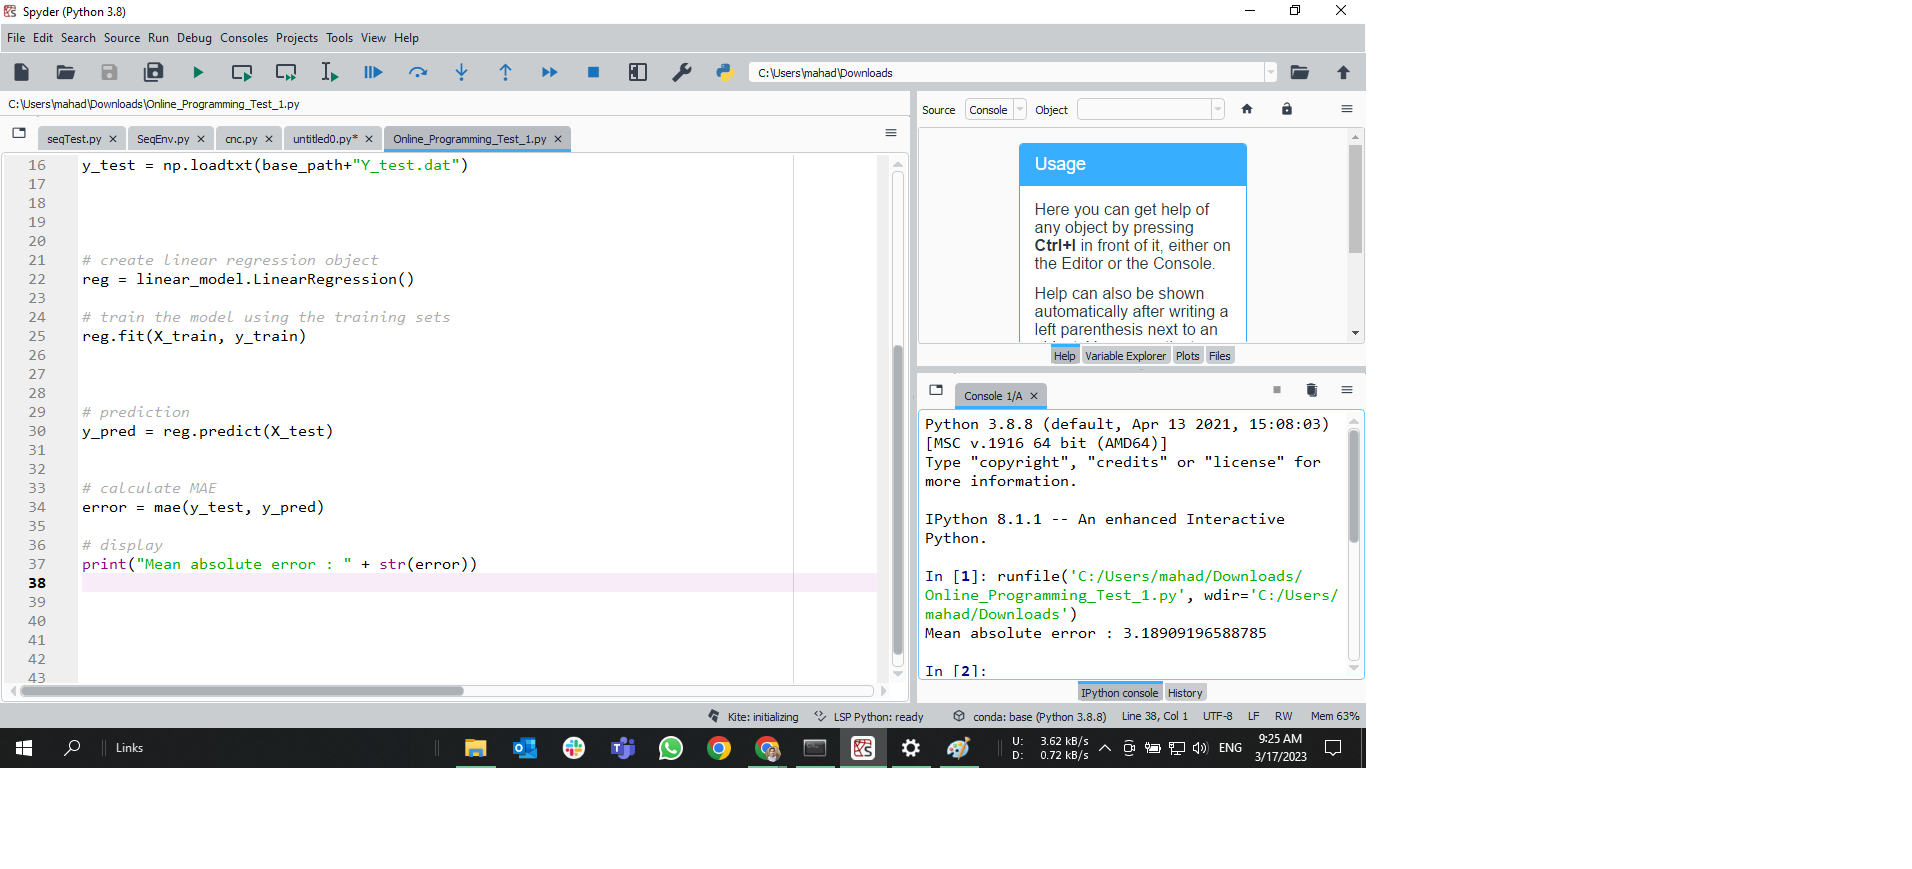 Spyder (Python 3.8)
File Edit Search Source Run Debug Consoles Projects Tools View Help
C:\Users\mahad\Downloads
C:\Users\mahad\Downloads\Online_Programming_Test_1.py
seqTest.py SeqEnv.py cnc.py untitled0.py* Online_Programming_Test_1.py
16 y_test = np.loadtxt(base_path+"Y_test.dat")
17
18
19
20
21 # create linear regression object
22 reg = linear_model.LinearRegression()
23
24 # train the model using the training sets
25 reg.fit(X_train, y_train)
26
27
28
29 # prediction
30 y_pred = reg.predict(X_test)
31
32
33 # calculate MAE
34 error = mae(y_test, y_pred)
35
36 # display
37 print("Mean absolute error : " + str(error))
38
39
40
41
42
43
Source Console Object
Usage
Here you can get help of
any object by pressing
Ctrl+I in front of it, either on
the Editor or the Console.
Help can also be shown
automatically after writing a
left parenthesis next to an
Help Variable Explorer Plots Files
Console 1/A
Python 3.8.8 (default, Apr 13 2021, 15:08:03)
[MSC v.1916 64 bit (AMD64)]
Type "copyright", "credits" or "license" for
more information.
IPython 8.1.1 -- An enhanced Interactive
Python.
In [1]: runfile('C:/Users/mahad/Downloads/
Online_Programming_Test_1.py', wdir='C:/Users/
mahad/Downloads')
Mean absolute error : 3.18909196588785
In [2]:
IPython console History
Kite: initializing LSP Python: ready conda: base (Python 3.8.8) Line 38, Col 1 UTF-8 LF RW Mem 63%
Links
U: 3.62 kB/s
D: 0.72 kB/s
ENG
9:25 AM
3/17/2023